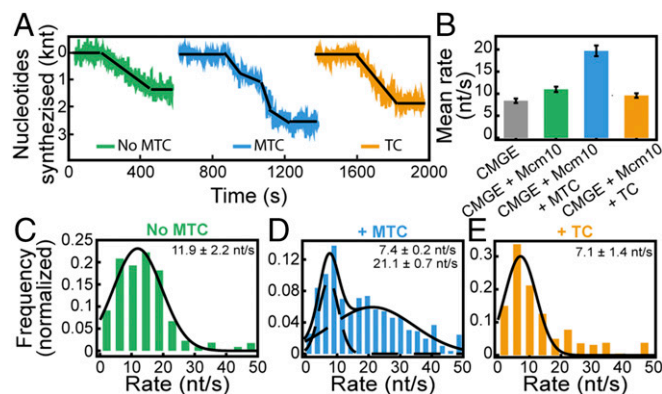 A
Nucleotides
synthezised (knt)
0
1
2
3
No MTC
MTC
TC
0
400
800
1200
1600
2000
Time (s)
B
Mean rate
(nt/s)
20
15
10
5
0
CMGE
CMGE + Mcm10
CMGE + Mcm10
+ MTC
CMGE + Mcm10
+ TC
C
No MTC
11.9 ± 2.2 nt/s
Frequency
(normalized)
0.25
0.2
0.15
0.1
0.05
0
0 10 20 30 40 50
Rate (nt/s)
D
+ MTC
7.4 ± 0.2 nt/s
21.1 ± 0.7 nt/s
0.12
0.08
0.04
0
0 10 20 30 40 50
Rate (nt/s)
E
+ TC
7.1 ± 1.4 nt/s
0.3
0.2
0.1
0
0 10 20 30 40 50
Rate (nt/s)